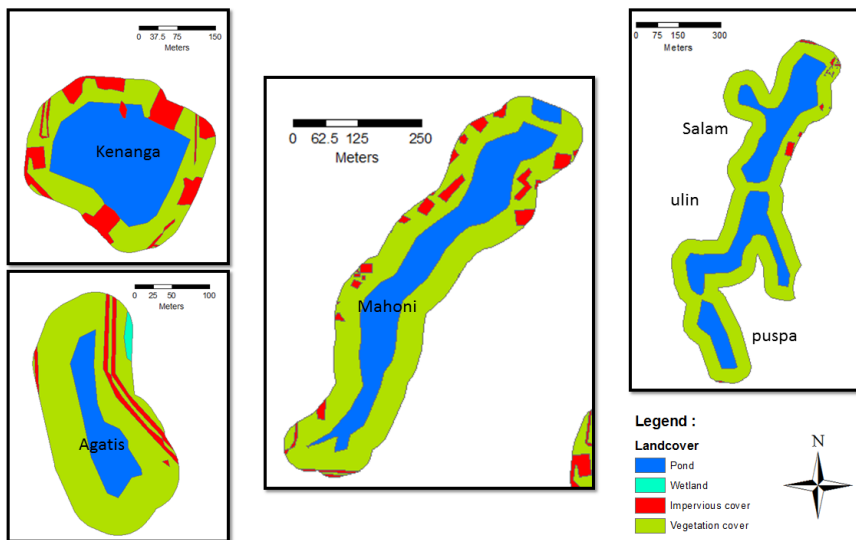 0 37.5 75 150
Meters
Kenanga
0 25 50 100
Meters
Agatis
0 62.5 125 250
Meters
Mahoni
0 75 150 300
Meters
Salam
ulin
puspa
Legend :
Landcover
Pond
Wetland
Impervious cover
Vegetation cover
N